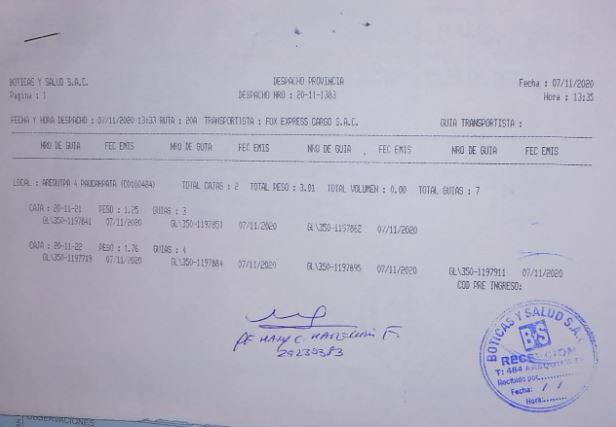 BOTICAS Y SALUD S.A.C. DESPACHO PROVINCIA Fecha : 07/11/2020
Pagina : 1 DESPACHO NRO : 20-11-1383 Hora : 13:35
FECHA Y HORA DESPACHO : 07/11/2020 13:33 RUTA : 20A TRANSPORTISTA : FOX EXPRESS CARGO S.A.C. GUIA TRANSPORTISTA :
NRO DE GUIA FEC EMIS NRO DE GUIA FEC EMIS NRO DE GUIA FEC EMIS NRO DE GUIA FEC EMIS
LOCAL : AREQUIPA 4 PAUCARPATA (C0100484) TOTAL CAJAS : 2 TOTAL PESO : 3.01 TOTAL VOLUMEN : 0.00 TOTAL GUIAS : 7
CAJA : 20-11-21 PESO : 1.25 GUIAS : 3
GL\350-1197841 07/11/2020 GL\350-1197851 07/11/2020 GL\350-1197862 07/11/2020
CAJA : 20-11-22 PESO : 1.76 GUIAS : 4
GL\350-1197719 07/11/2020 GL\350-1197884 07/11/2020 GL\350-1197895 07/11/2020 GL\350-1197911 07/11/2020
COD PRE INGRESO:
29239383
BOTICAS Y SALUD S.A.
BS
RECEPCION
T: 484 AREQUIPA
Recibido por:
Fecha: / /
Hora:
OBSERVACIONES